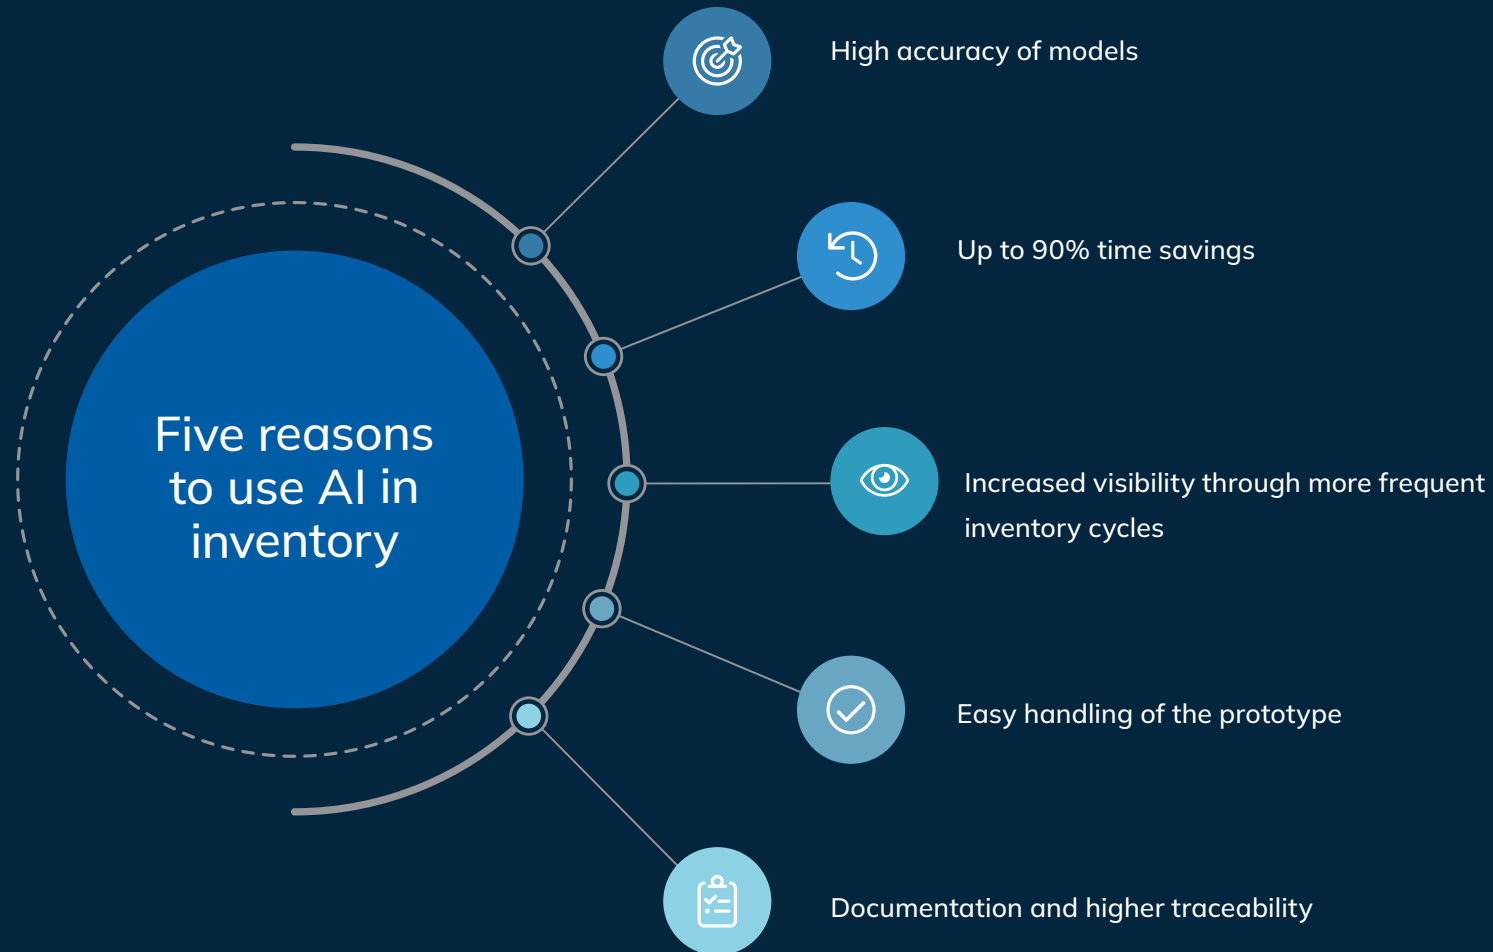 High accuracy of models
Up to 90% time savings
Five reasons
to use AI in
inventory
Increased visibility through more frequent
inventory cycles
Easy handling of the prototype
Documentation and higher traceability